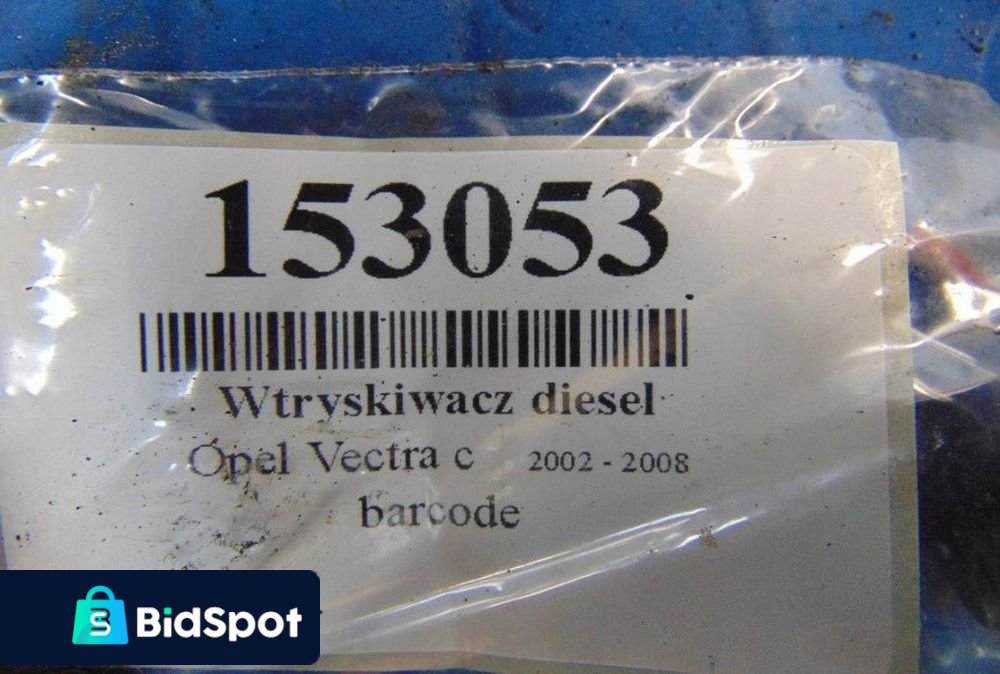 153053
Wtryskiwacz diesel
Opel Vectra c 2002 - 2008
barcode
BidSpot